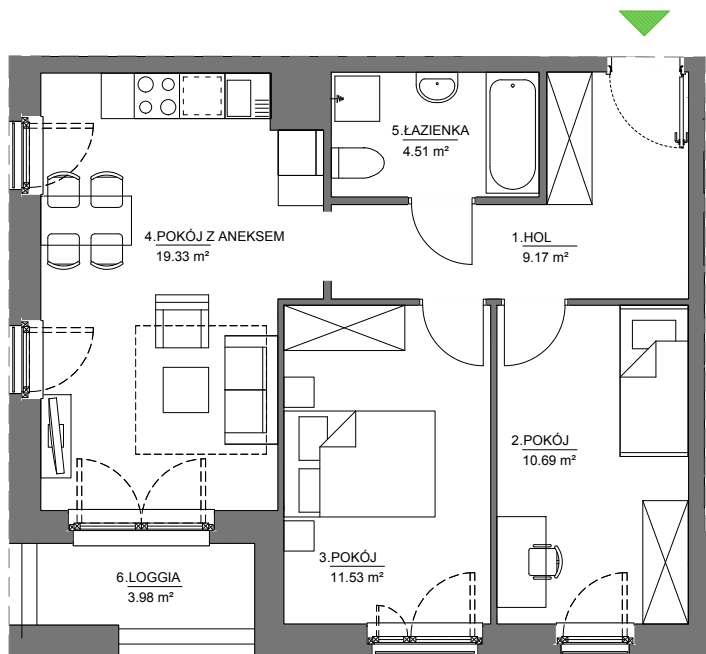 5.ŁAZIENKA
4.51 m²
4.POKÓJ Z ANEKSEM
19.33 m²
1.HOL
9.17 m²
2.POKÓJ
10.69 m²
3.POKÓJ
11.53 m²
6.LOGGIA
3.98 m²